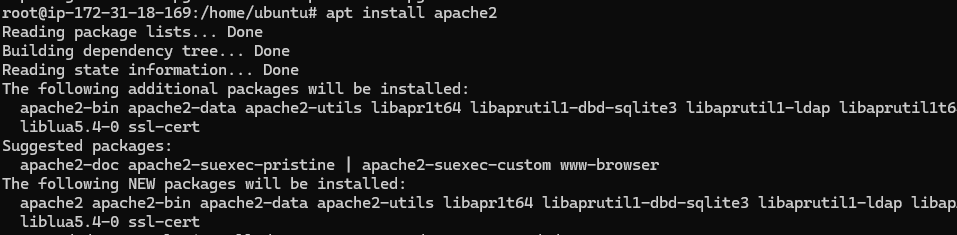 root@ip-172-31-18-169:/home/ubuntu# apt install apache2
Reading package lists... Done
Building dependency tree... Done
Reading state information... Done
The following additional packages will be installed:
  apache2-bin apache2-data apache2-utils libapr1t64 libaprutil1-dbd-sqlite3 libaprutil1-ldap libaprutil1t6
  liblua5.4-0 ssl-cert
Suggested packages:
  apache2-doc apache2-suexec-pristine | apache2-suexec-custom www-browser
The following NEW packages will be installed:
  apache2 apache2-bin apache2-data apache2-utils libapr1t64 libaprutil1-dbd-sqlite3 libaprutil1-ldap libap
  liblua5.4-0 ssl-cert